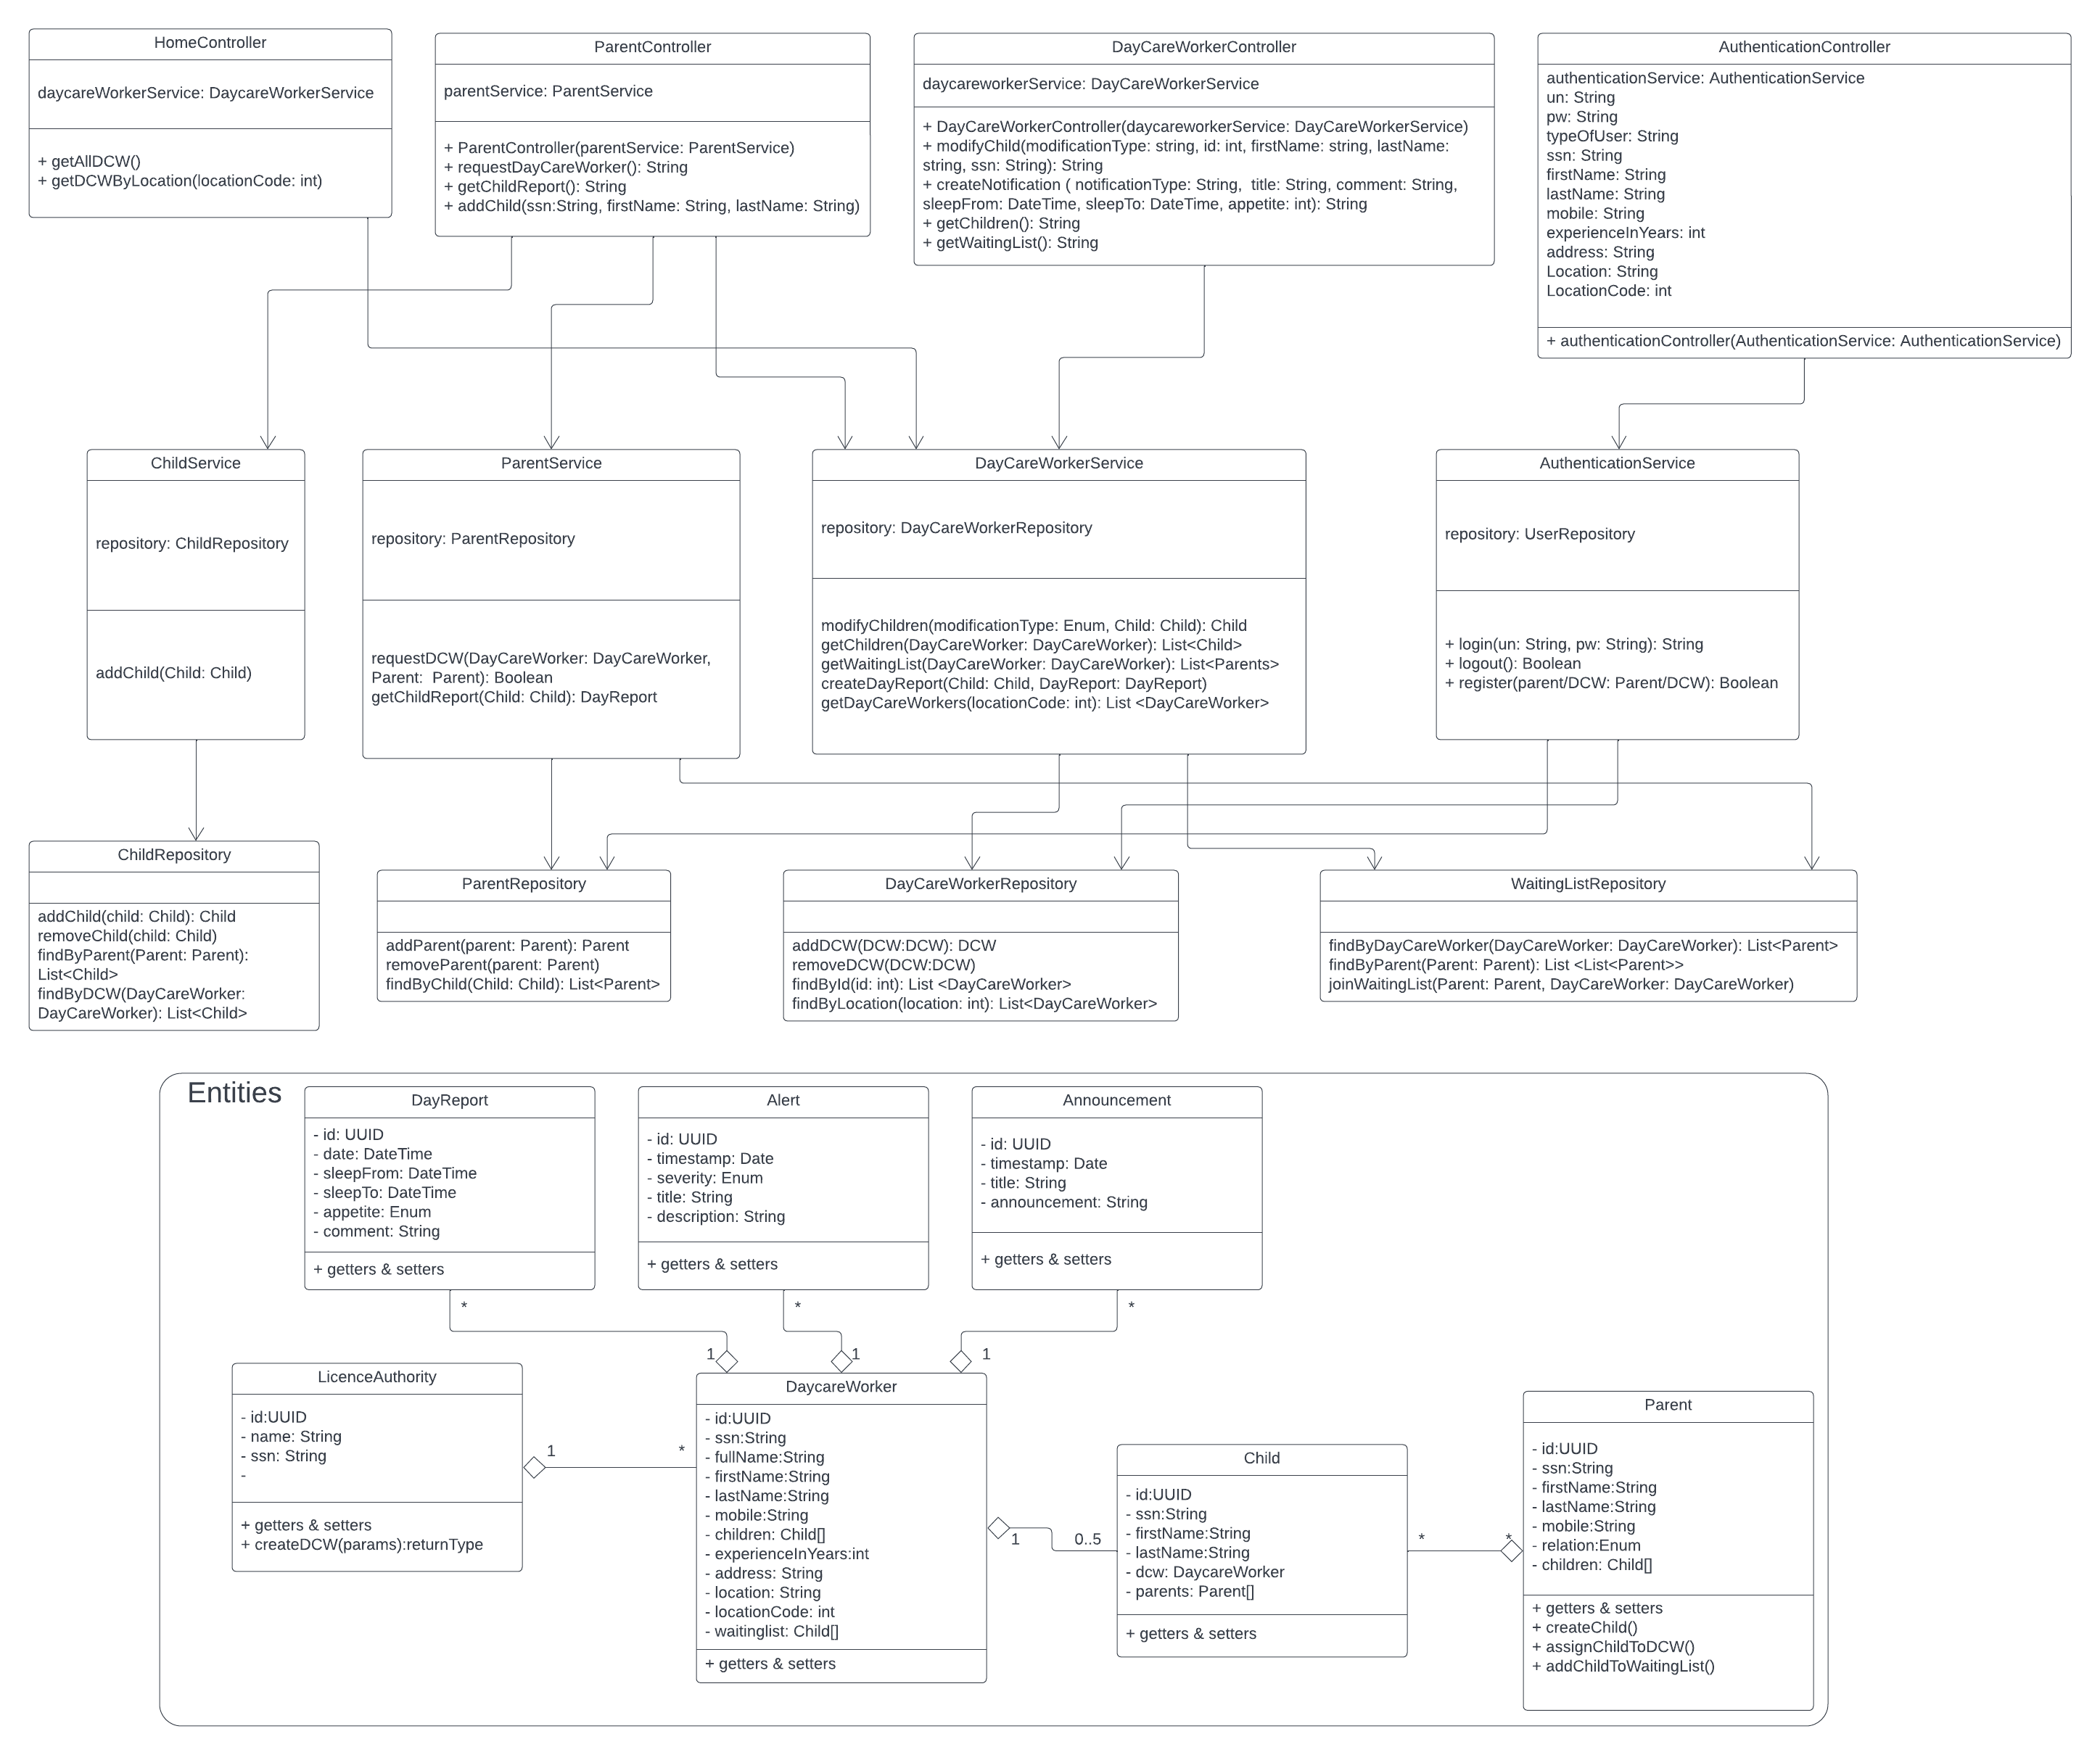 HomeController
daycareWorkerService: DaycareWorkerService
+ getAllDCW()
+ getDCWByLocation(locationCode: int)
ParentController
parentService: ParentService
+ ParentController(parentService: ParentService)
+ requestDayCareWorker(): String
+ getChildReport(): String
+ addChild(ssn:String, firstName: String, lastName: String)
DayCareWorkerController
daycareworkerService: DayCareWorkerService
+ DayCareWorkerController(daycareworkerService: DayCareWorkerService)
+ modifyChild(modificationType: string, id: int, firstName: string, lastName:
string, ssn: String): String
+ createNotification ( notificationType: String,  title: String, comment: String,
sleepFrom: DateTime, sleepTo: DateTime, appetite: int): String
+ getChildren(): String
+ getWaitingList(): String
AuthenticationController
authenticationService: AuthenticationService
un: String
pw: String
typeOfUser: String
ssn: String
firstName: String
lastName: String
mobile: String
experienceInYears: int
address: String
Location: String
LocationCode: int
+ authenticationController(AuthenticationService: AuthenticationService)
ChildService
repository: ChildRepository
addChild(Child: Child)
ParentService
repository: ParentRepository
requestDCW(DayCareWorker: DayCareWorker,
Parent:  Parent): Boolean
getChildReport(Child: Child): DayReport
DayCareWorkerService
repository: DayCareWorkerRepository
modifyChildren(modificationType: Enum, Child: Child): Child
getChildren(DayCareWorker: DayCareWorker): List<Child>
getWaitingList(DayCareWorker: DayCareWorker): List<Parents>
createDayReport(Child: Child, DayReport: DayReport)
getDayCareWorkers(locationCode: int): List <DayCareWorker>
AuthenticationService
repository: UserRepository
+ login(un: String, pw: String): String
+ logout(): Boolean
+ register(parent/DCW: Parent/DCW): Boolean
ChildRepository
addChild(child: Child): Child
removeChild(child: Child)
findByParent(Parent: Parent):
List<Child>
findByDCW(DayCareWorker:
DayCareWorker): List<Child>
ParentRepository
addParent(parent: Parent): Parent
removeParent(parent: Parent)
findByChild(Child: Child): List<Parent>
DayCareWorkerRepository
addDCW(DCW:DCW): DCW
removeDCW(DCW:DCW)
findById(id: int): List <DayCareWorker>
findByLocation(location: int): List<DayCareWorker>
WaitingListRepository
findByDayCareWorker(DayCareWorker: DayCareWorker): List<Parent>
findByParent(Parent: Parent): List <List<Parent>>
joinWaitingList(Parent: Parent, DayCareWorker: DayCareWorker)
Entities
DayReport
- id: UUID
- date: DateTime
- sleepFrom: DateTime
- sleepTo: DateTime
- appetite: Enum
- comment: String
+ getters & setters
Alert
- id: UUID
- timestamp: Date
- severity: Enum
- title: String
- description: String
+ getters & setters
Announcement
- id: UUID
- timestamp: Date
- title: String
- announcement: String
+ getters & setters
*
*
*
1
1
1
LicenceAuthority
- id:UUID
- name: String
- ssn: String
-
+ getters & setters
+ createDCW(params):returnType
1
*
DaycareWorker
- id:UUID
- ssn:String
- fullName:String
- firstName:String
- lastName:String
- mobile:String
- children: Child[]
- experienceInYears:int
- address: String
- location: String
- locationCode: int
- waitinglist: Child[]
+ getters & setters
1
0..5
Child
- id:UUID
- ssn:String
- firstName:String
- lastName:String
- dcw: DaycareWorker
- parents: Parent[]
+ getters & setters
*
*
Parent
- id:UUID
- ssn:String
- firstName:String
- lastName:String
- mobile:String
- relation:Enum
- children: Child[]
+ getters & setters
+ createChild()
+ assignChildToDCW()
+ addChildToWaitingList()